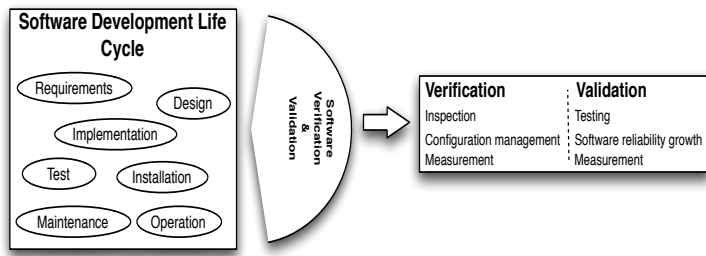 Software Development Life
Cycle
Requirements
Design
Implementation
Test
Installation
Maintenance
Operation
Software
Verification
&
Validation
Verification
Inspection
Configuration management
Measurement
Validation
Testing
Software reliability growth
Measurement